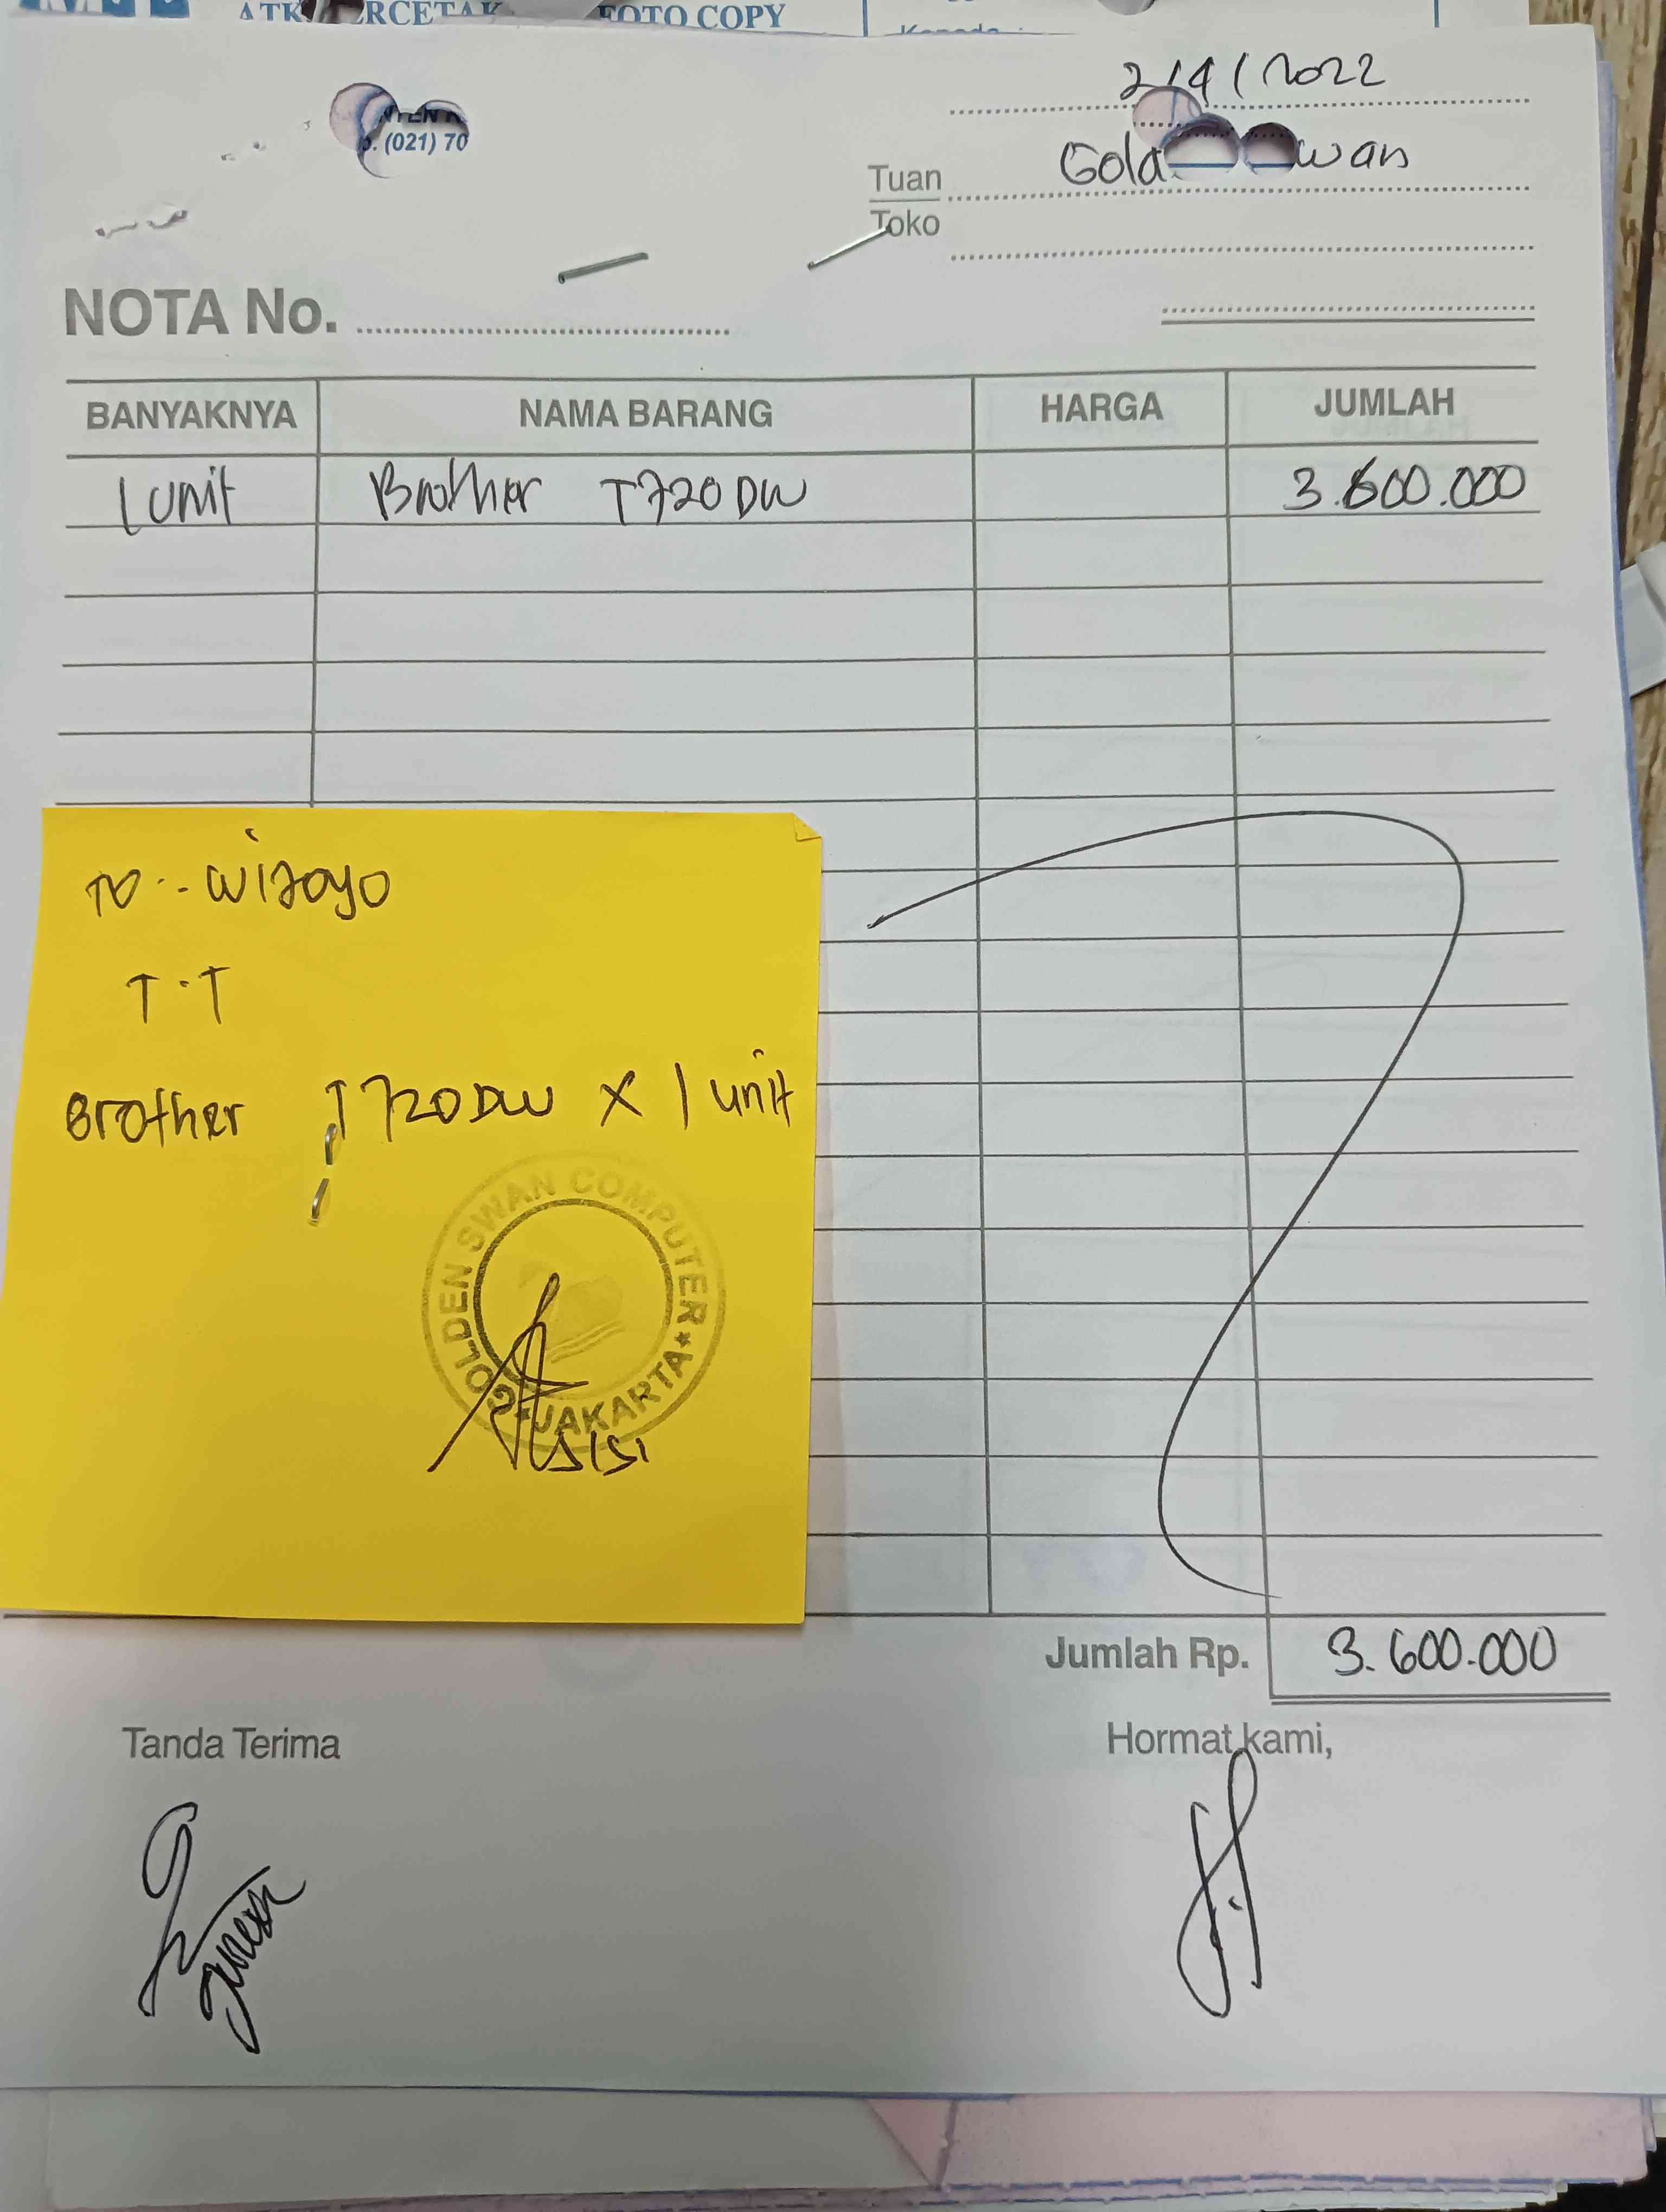 FOTO COPY
2/4/2022
(021) 70
Tuan
Toko
NOTA No.
BANYAKNYA NAMA BARANG HARGA JUMLAH
1 unit Brother T720DW 3.600.000
TO :- wijoyo
T.T
Brother T720DW X 1 unit
GOLDEN SWAN COMPUTER
JAKARTA
SISI
Jumlah Rp. 3.600.000
Tanda Terima Hormat kami,